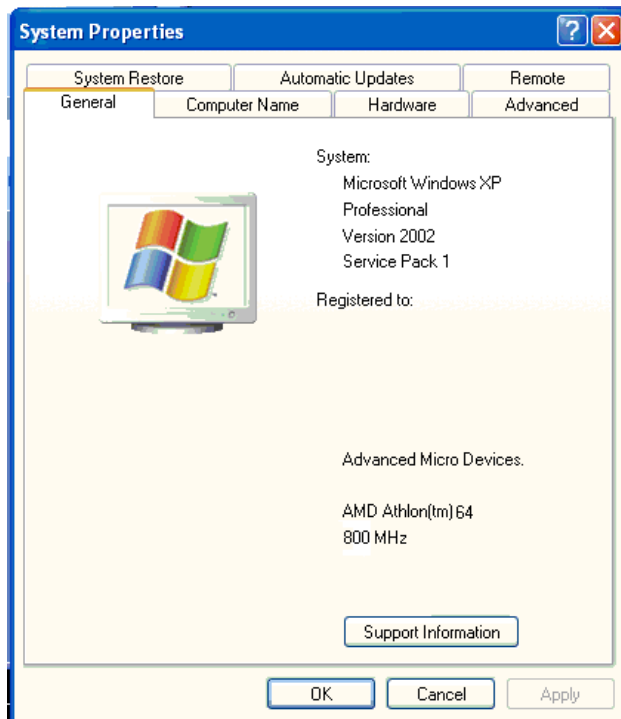 System Properties
System Restore Automatic Updates Remote
General Computer Name Hardware Advanced
System:
Microsoft Windows XP
Professional
Version 2002
Service Pack 1
Registered to:
Advanced Micro Devices.
AMD Athlon(tm) 64
800 MHz
Support Information
OK Cancel Apply